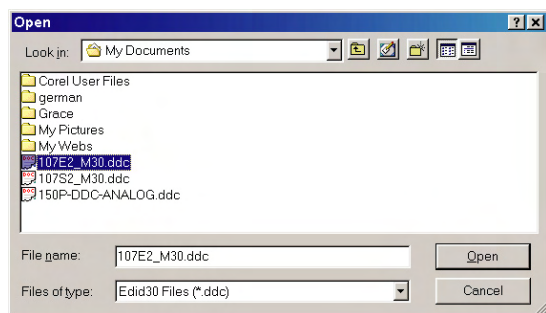 Open
Look in: My Documents
Corel User Files
german
Grace
My Pictures
My Webs
107E2_M30.ddc
107S2_M30.ddc
150P-DDC-ANALOG.ddc
File name: 107E2_M30.ddc Open
Files of type: Edid30 Files (*.ddc) Cancel